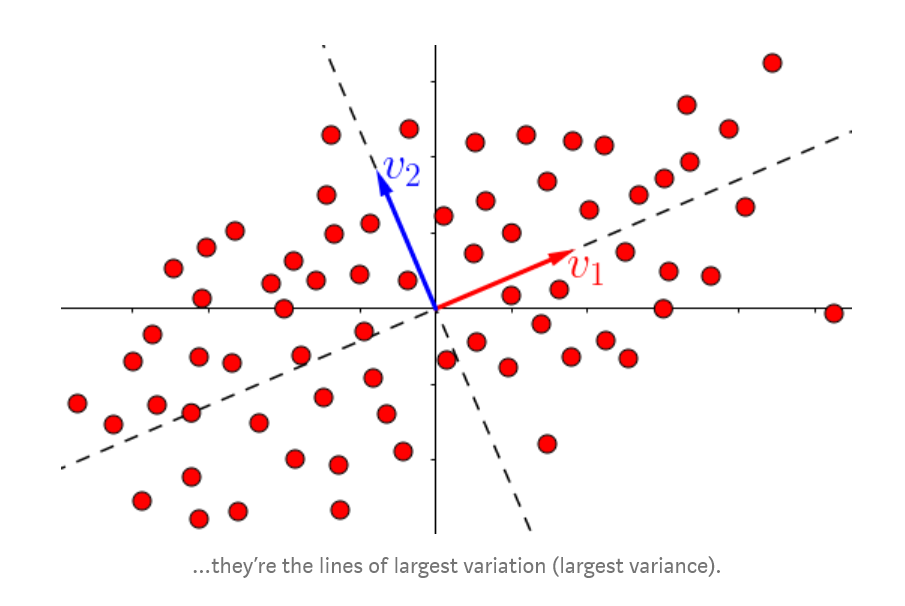 v2
v1
...they're the lines of largest variation (largest variance).